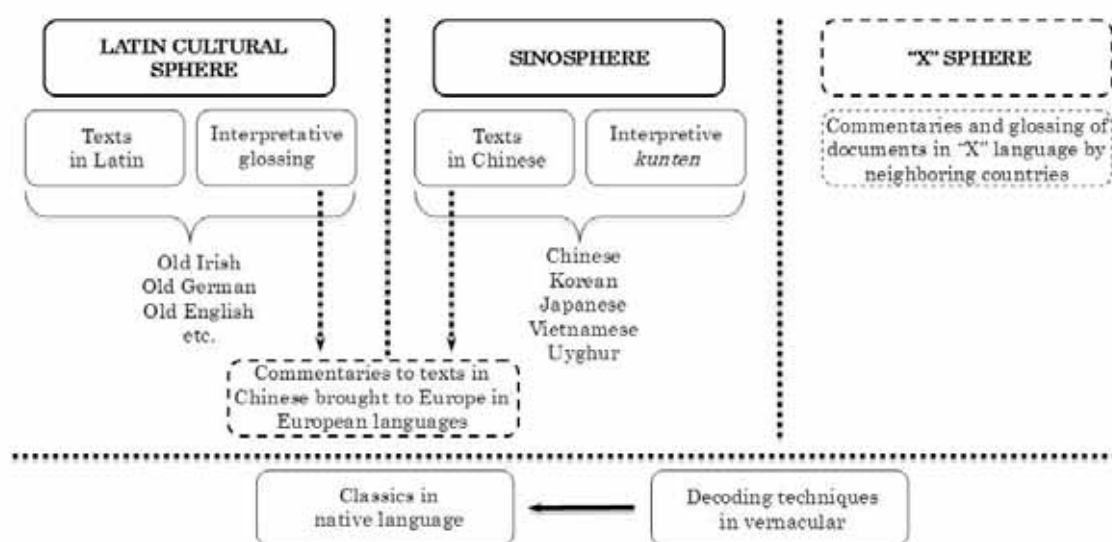 LATIN CULTURAL
SPHERE
Texts
in Latin
Interpretative
glossing
Old Irish
Old German
Old English
etc.
SINOSPHERE
Texts
in Chinese
Interpretive
kunten
Chinese
Korean
Japanese
Vietnamese
Uyghur
Commentaries to texts in
Chinese brought to Europe in
European languages
“X” SPHERE
Commentaries and glossing of
documents in “X” language by
neighboring countries
Classics in
native language
Decoding techniques
in vernacular